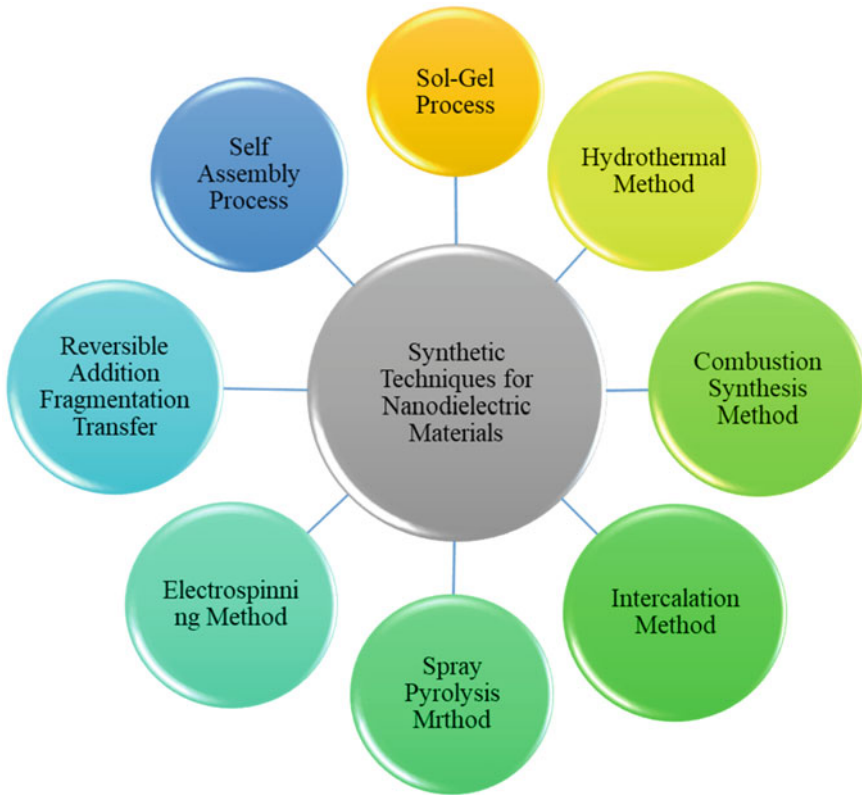 Sol-Gel
Process
Hydrothermal
Method
Combustion
Synthesis
Method
Intercalation
Method
Spray
Pyrolysis
Mrthod
Electrospinni
ng Method
Reversible
Addition
Fragmentation
Transfer
Self
Assembly
Process
Synthetic
Techniques for
Nanodielectric
Materials